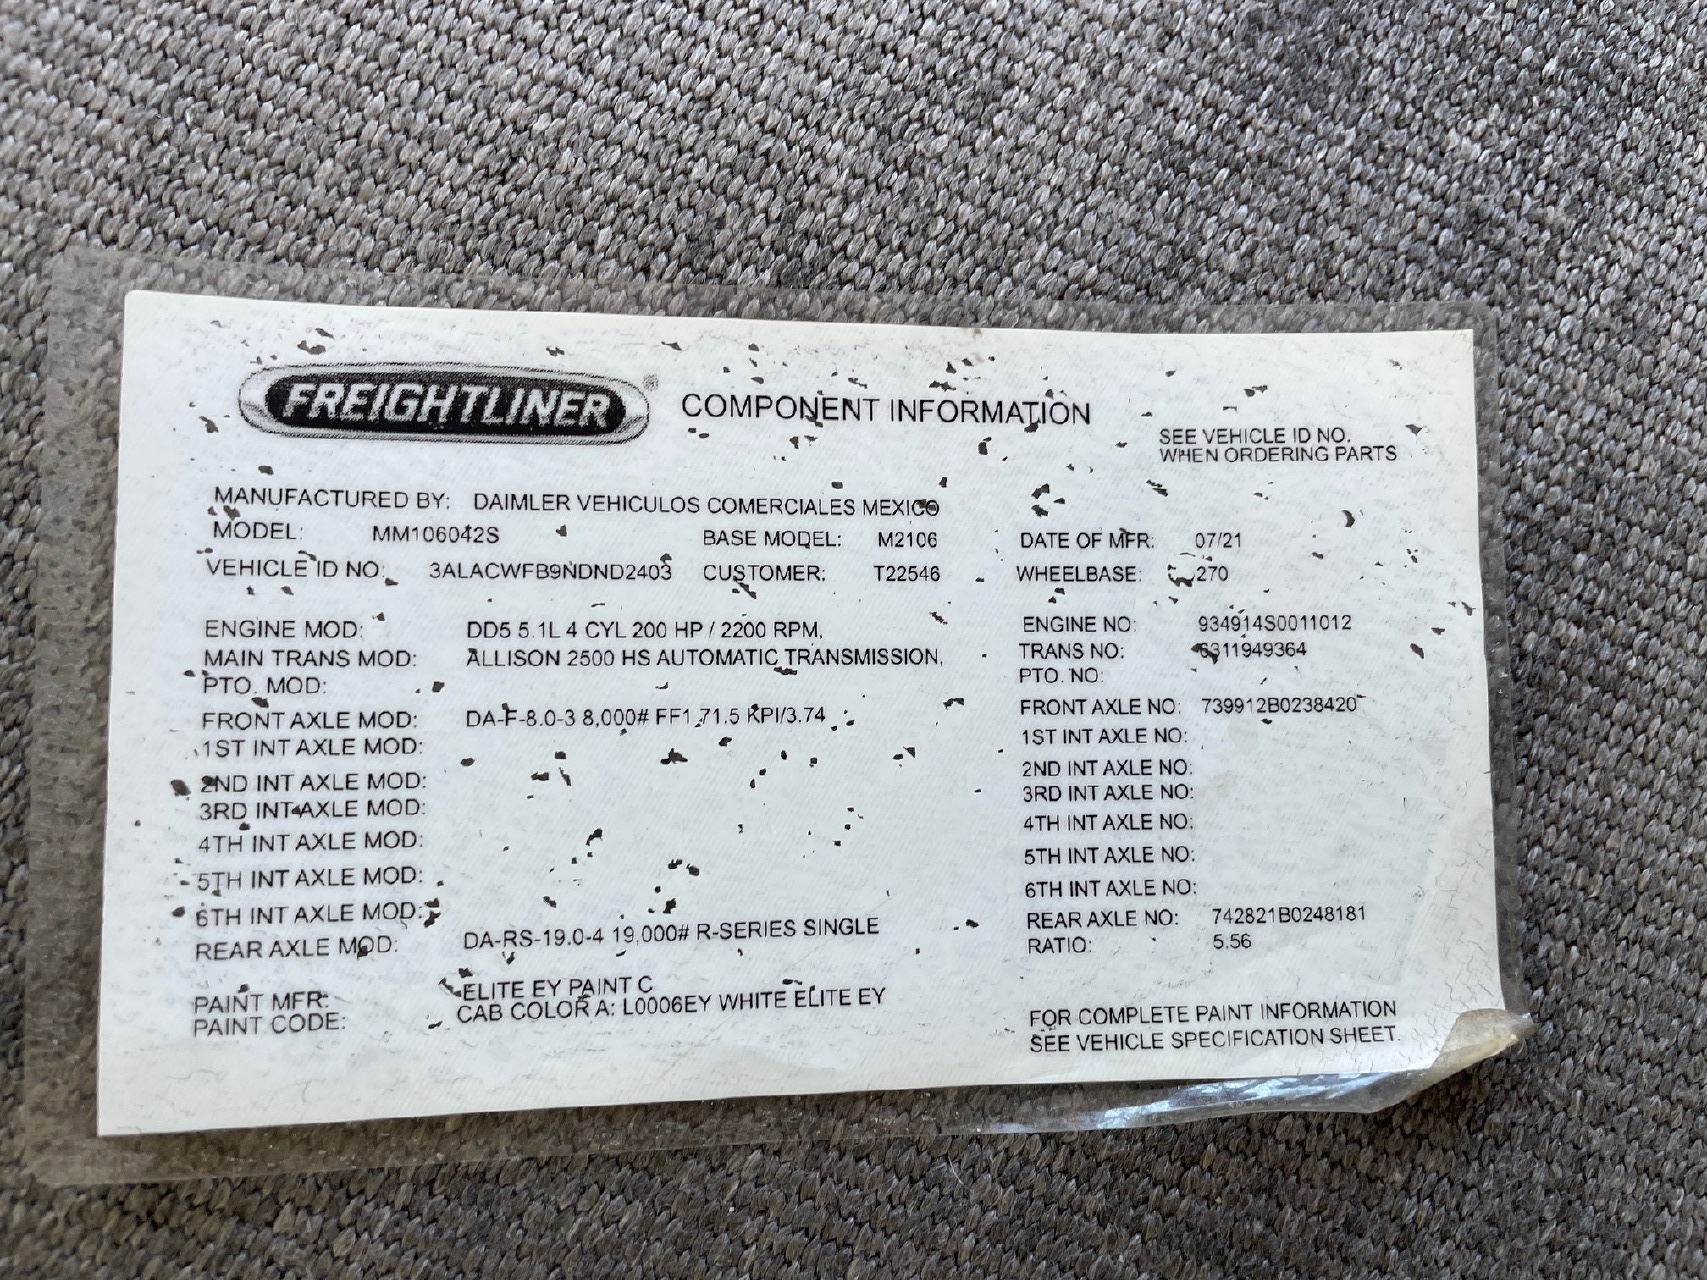 FREIGHTLINER ® COMPONENT INFORMATION
SEE VEHICLE ID NO.
WHEN ORDERING PARTS
MANUFACTURED BY: DAIMLER VEHICULOS COMERCIALES MEXICO
MODEL: MM106042S BASE MODEL: M2106 DATE OF MFR: 07/21
VEHICLE ID NO. 3ALACWFB9NDND2403 CUSTOMER: T22546 WHEELBASE: 270
ENGINE MOD: DD5 5.1L 4 CYL 200 HP / 2200 RPM, ENGINE NO: 934914S0011012
MAIN TRANS MOD: ALLISON 2500 HS AUTOMATIC TRANSMISSION, TRANS NO:
PTO. MOD: PTO. NO:
FRONT AXLE MOD: DA-F-8.0-3 8,000# FF1 71.5 KPI/3.74 FRONT AXLE NO: 739912B0238420
1ST INT AXLE MOD: 1ST INT AXLE NO:
2ND INT AXLE MOD: 2ND INT AXLE NO:
3RD INT AXLE MOD: 3RD INT AXLE NO:
4TH INT AXLE MOD: 4TH INT AXLE NO:
5TH INT AXLE MOD: 5TH INT AXLE NO:
6TH INT AXLE MOD: 6TH INT AXLE NO:
REAR AXLE MOD: DA-RS-19.0-4 19,000# R-SERIES SINGLE REAR AXLE NO: 742821B0248181
RATIO: 5.56
PAINT MFR: ELITE EY PAINT C
PAINT CODE: CAB COLOR A: L0006EY WHITE ELITE EY
FOR COMPLETE PAINT INFORMATION
SEE VEHICLE SPECIFICATION SHEET.